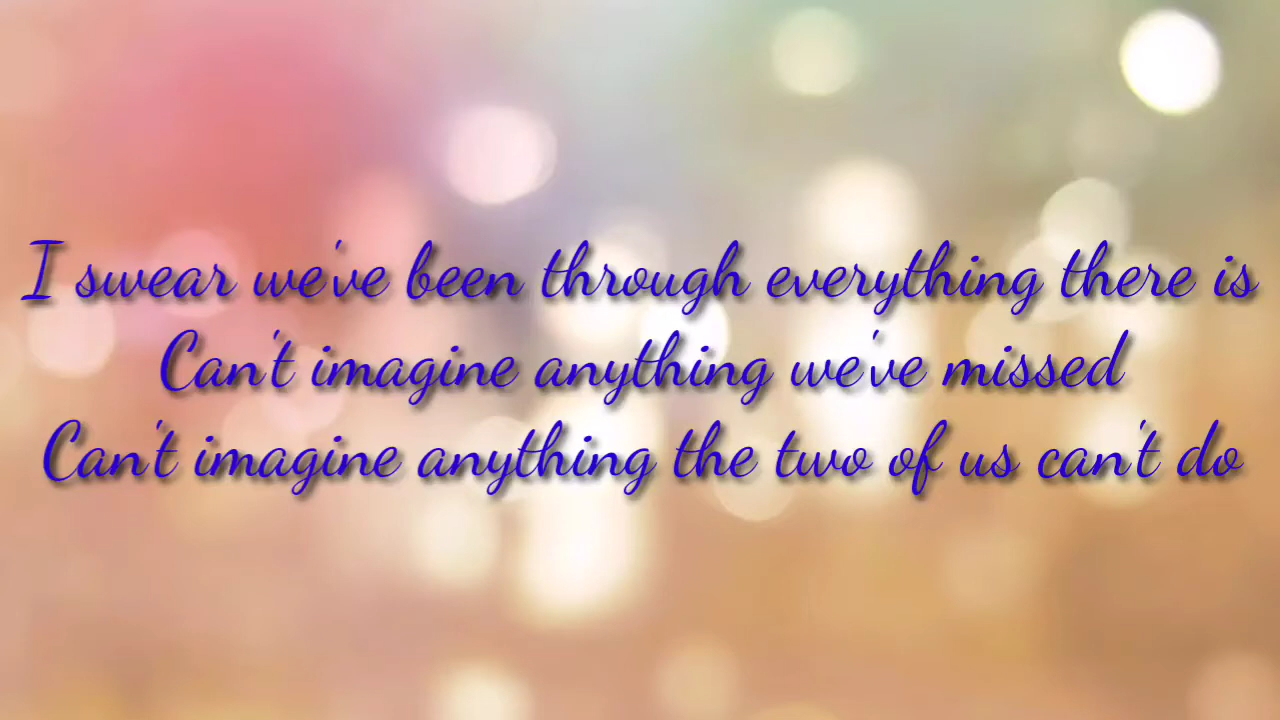 I swear we've been through everything there is
Can't imagine anything we've missed
Can't imagine anything the two of us can't do